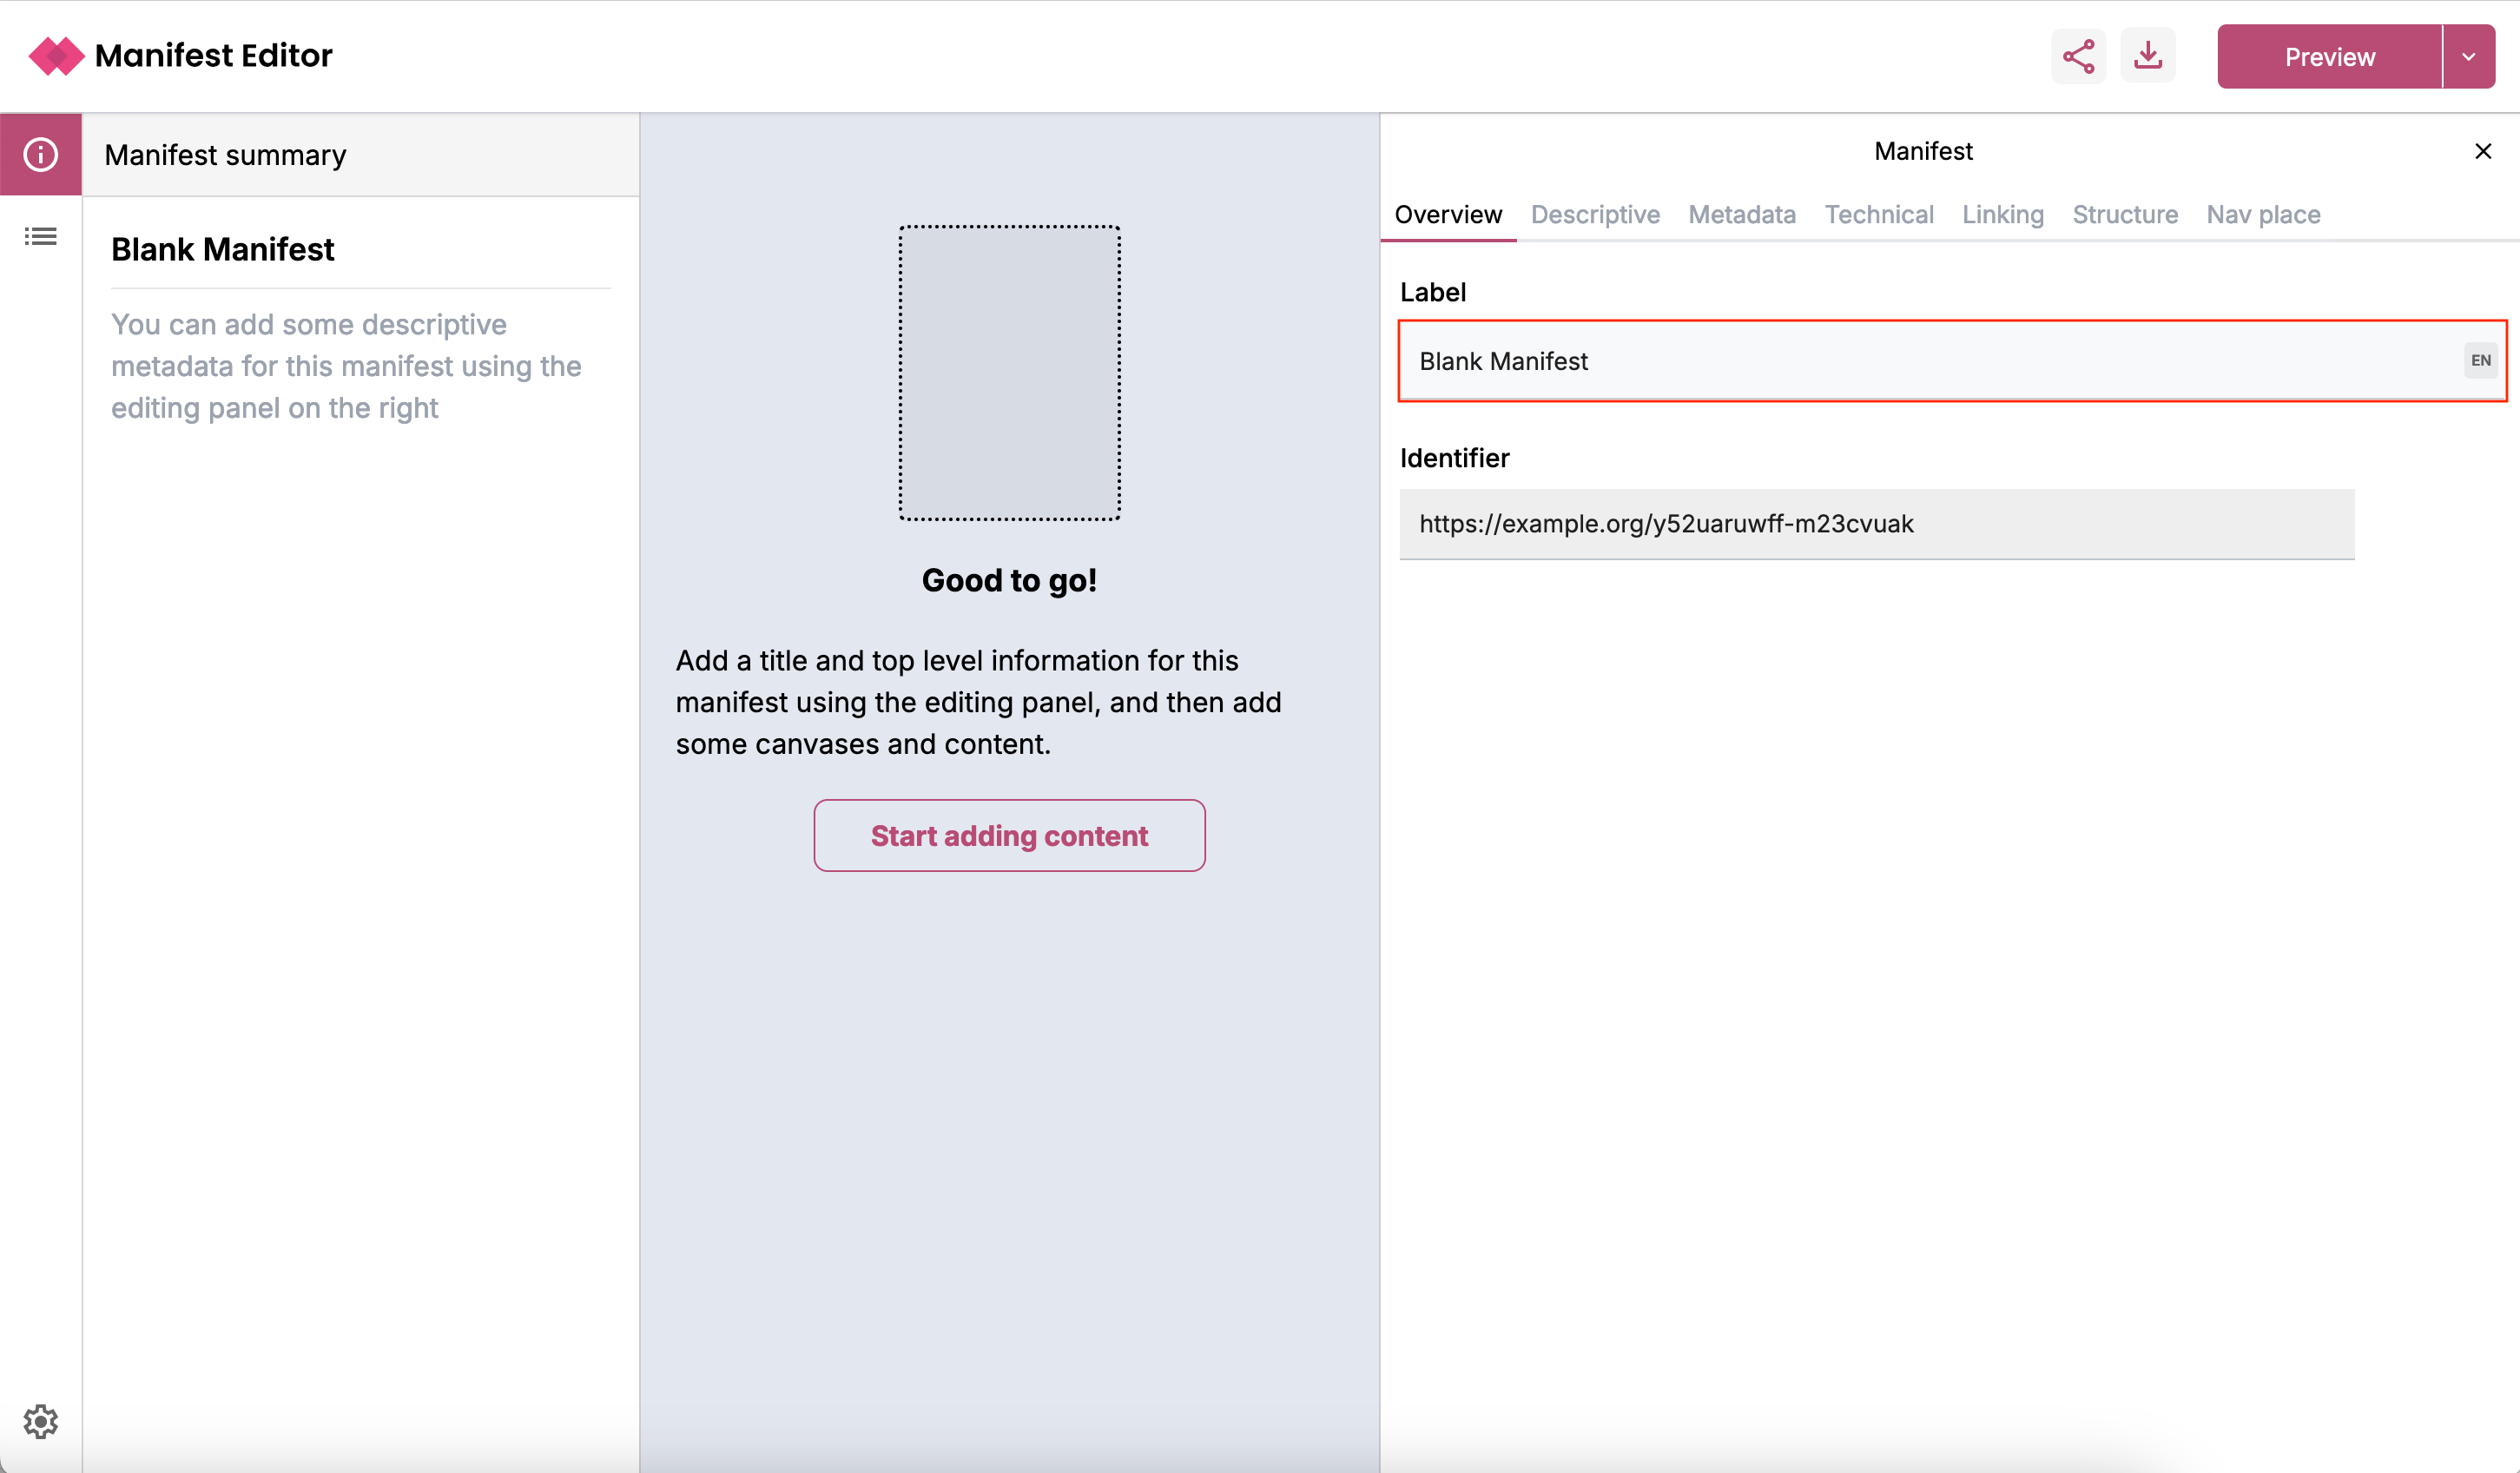 Manifest Editor
Preview
Manifest summary
Blank Manifest
You can add some descriptive
metadata for this manifest using the
editing panel on the right
Good to go!
Add a title and top level information for this
manifest using the editing panel, and then add
some canvases and content.
Start adding content
Manifest
Overview Descriptive Metadata Technical Linking Structure Nav place
Label
Blank Manifest EN
Identifier
https://example.org/y52uaruwff-m23cvuak